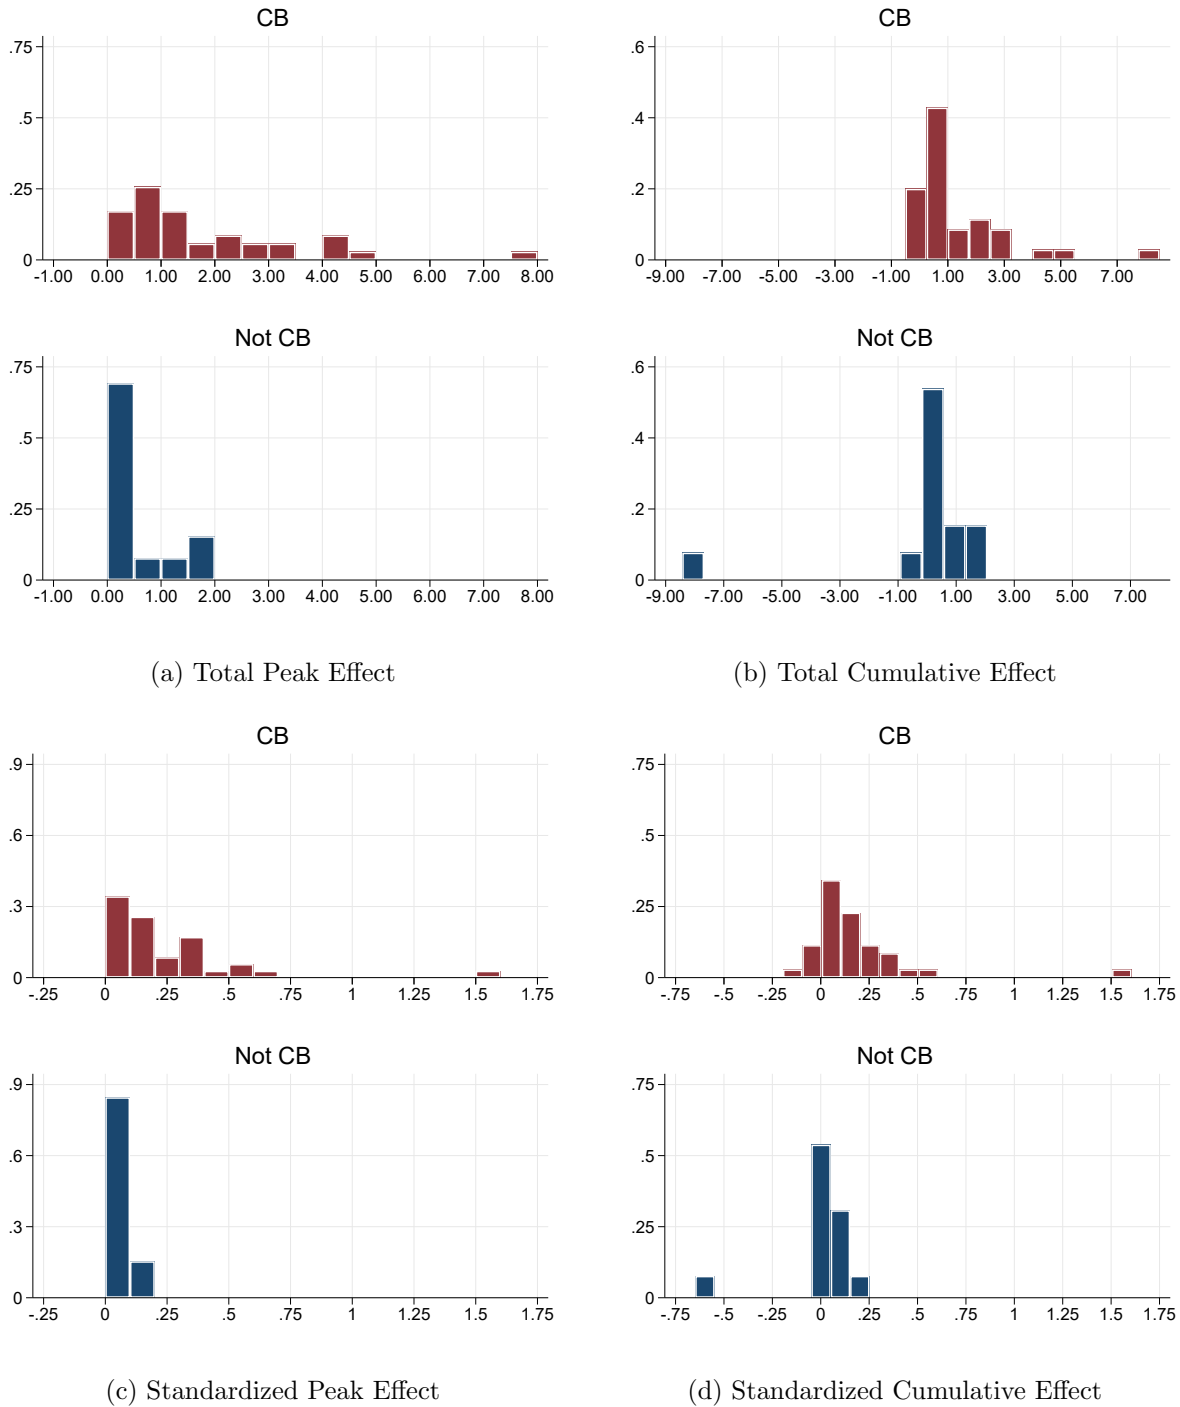 CB CB
.75 .6
.5 .4
.25 .2
0 0
-1.00 0.00 1.00 2.00 3.00 4.00 5.00 6.00 7.00 8.00 -9.00 -7.00 -5.00 -3.00 -1.00 1.00 3.00 5.00 7.00
Not CB Not CB
.75 .6
.5 .4
.25 .2
0 0
-1.00 0.00 1.00 2.00 3.00 4.00 5.00 6.00 7.00 8.00 -9.00 -7.00 -5.00 -3.00 -1.00 1.00 3.00 5.00 7.00
(a) Total Peak Effect (b) Total Cumulative Effect
CB CB
.9 .75
.6 .5
.3 .25
0 0
-.25 0 .25 .5 .75 1 1.25 1.5 1.75 -.75 -.5 -.25 0 .25 .5 .75 1 1.25 1.5 1.75
Not CB Not CB
.9 .75
.6 .5
.3 .25
0 0
-.25 0 .25 .5 .75 1 1.25 1.5 1.75 -.75 -.5 -.25 0 .25 .5 .75 1 1.25 1.5 1.75
(c) Standardized Peak Effect (d) Standardized Cumulative Effect